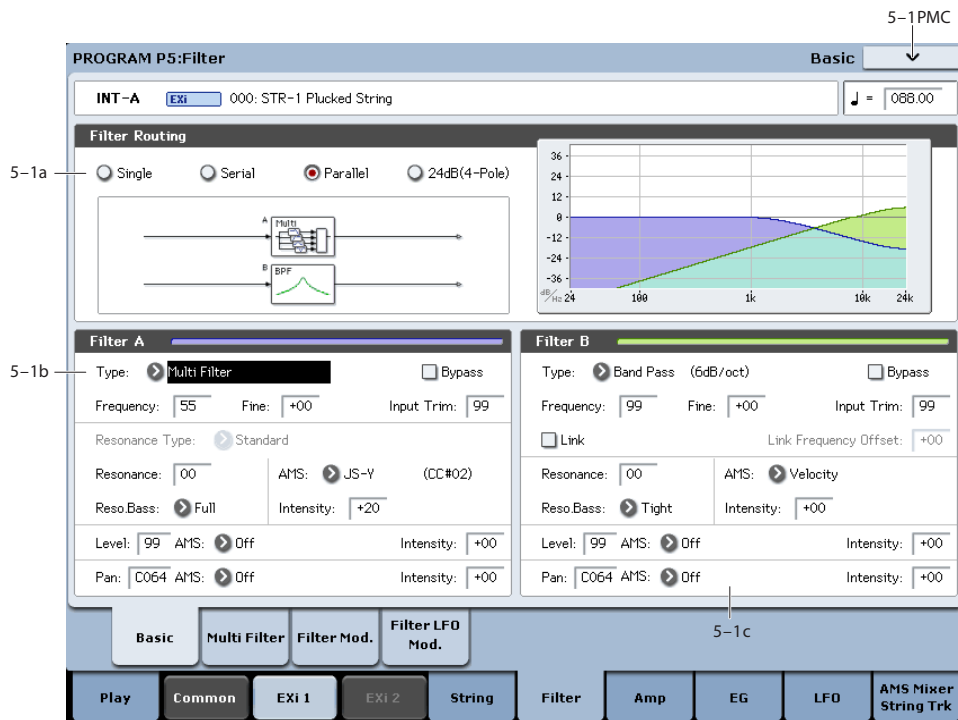 5–1PMC
PROGRAM P5:Filter
Basic
INT-A EXi 000: STR-1 Plucked String
♩ = 088.00
Filter Routing
5–1a
Single Serial Parallel 24dB(4-Pole)
A Multi
B BPF
36
24
12
0
-12
-24
-36
dB/Hz 24 100 1k 10k 24k
Filter A
5–1b
Type: Multi Filter Bypass
Frequency: 55 Fine: +00 Input Trim: 99
Resonance Type: Standard
Resonance: 00 AMS: JS-Y (CC#02)
Reso.Bass: Full Intensity: +20
Level: 99 AMS: Off Intensity: +00
Pan: C064 AMS: Off Intensity: +00
Filter B
Type: Band Pass (6dB/oct) Bypass
Frequency: 99 Fine: +00 Input Trim: 99
Link Link Frequency Offset: +00
Resonance: 00 AMS: Velocity
Reso.Bass: Tight Intensity: +00
Level: 99 AMS: Off Intensity: +00
Pan: C064 AMS: Off Intensity: +00
5–1c
Basic Multi Filter Filter Mod. Filter LFO
Mod.
Play Common EXi 1 EXi 2 String Filter Amp EG LFO AMS Mixer
String Trk